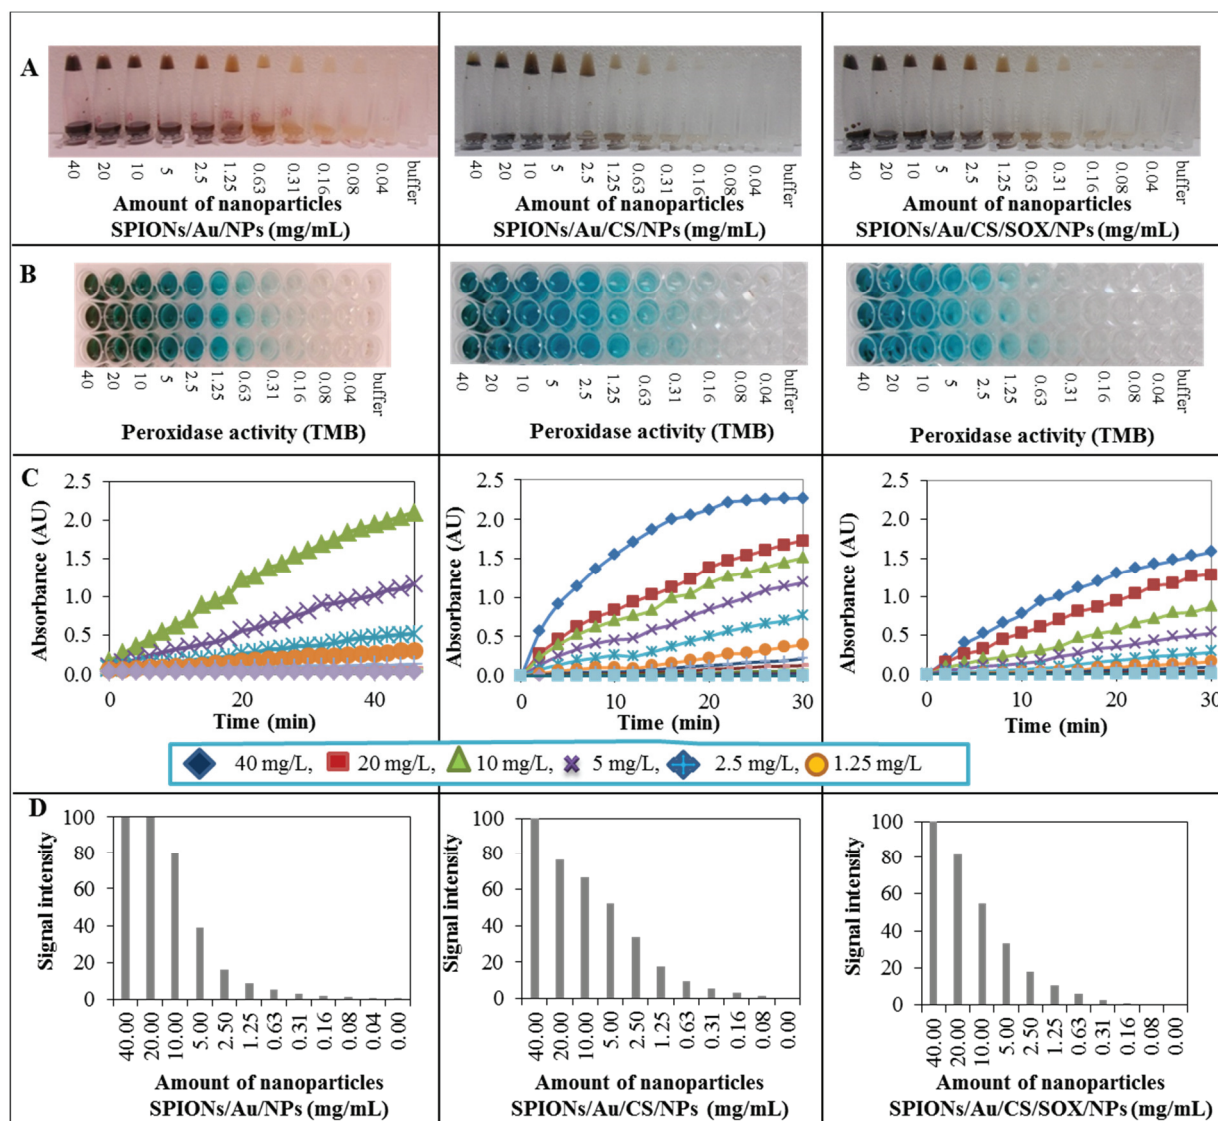 A
40 20 10 5 2.5 1.25 0.63 0.31 0.16 0.08 0.04 buffer
Amount of nanoparticles
SPIONs/Au/NPs (mg/mL)
40 20 10 5 2.5 1.25 0.63 0.31 0.16 0.08 0.04 buffer
Amount of nanoparticles
SPIONs/Au/CS/NPs (mg/mL)
40 20 10 5 2.5 1.25 0.63 0.31 0.16 0.08 0.04 buffer
Amount of nanoparticles
SPIONs/Au/CS/SOX/NPs (mg/mL)
B
40 20 10 5 2.5 1.25 0.63 0.31 0.16 0.08 0.04 buffer
Peroxidase activity (TMB)
40 20 10 5 2.5 1.25 0.63 0.31 0.16 0.08 0.04 buffer
Peroxidase activity (TMB)
40 20 10 5 2.5 1.25 0.63 0.31 0.16 0.08 0.04 buffer
Peroxidase activity (TMB)
C
Absorbance (AU)
2.5
2.0
1.5
1.0
0.5
0.0
0 20 40
Time (min)
Absorbance (AU)
2.5
2.0
1.5
1.0
0.5
0.0
0 10 20 30
Time (min)
Absorbance (AU)
2.5
2.0
1.5
1.0
0.5
0.0
0 10 20 30
Time (min)
40 mg/L, 20 mg/L, 10 mg/L, 5 mg/L, 2.5 mg/L, 1.25 mg/L
D
Signal intensity
100
80
60
40
20
0
40.00 20.00 10.00 5.00 2.50 1.25 0.63 0.31 0.16 0.08 0.04 0.00
Amount of nanoparticles
SPIONs/Au/NPs (mg/mL)
Signal intensity
100
80
60
40
20
0
40.00 20.00 10.00 5.00 2.50 1.25 0.63 0.31 0.16 0.08 0.00
Amount of nanoparticles
SPIONs/Au/CS/NPs (mg/mL)
Signal intensity
100
80
60
40
20
0
40.00 20.00 10.00 5.00 2.50 1.25 0.63 0.31 0.16 0.08 0.00
Amount of nanoparticles
SPIONs/Au/CS/SOX/NPs (mg/mL)